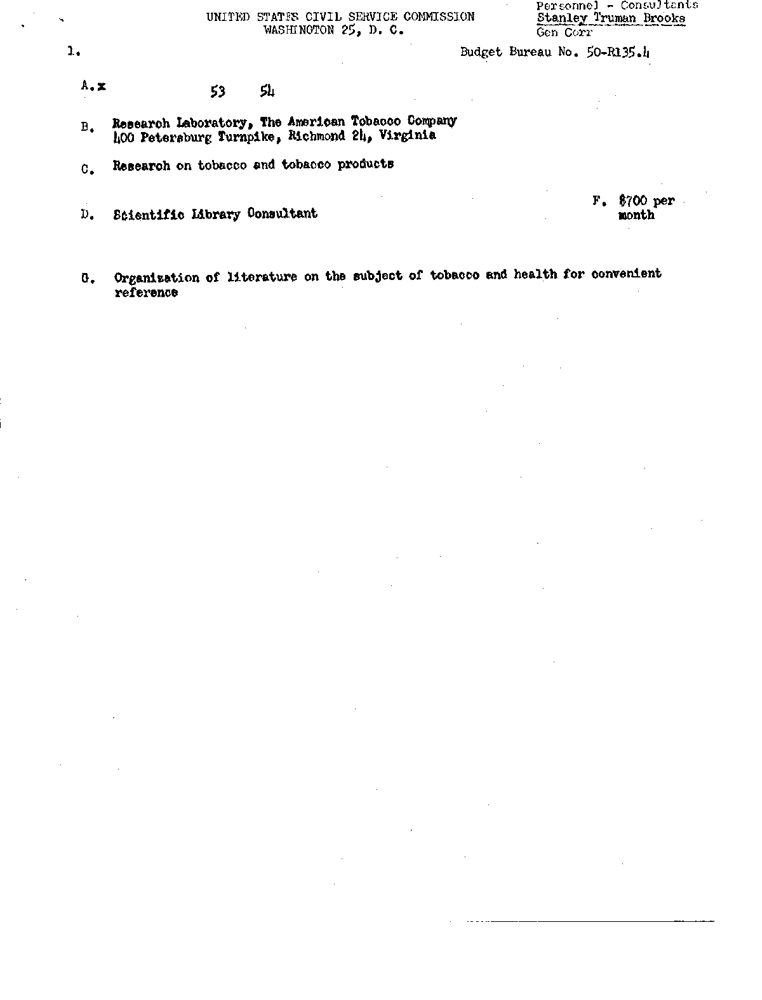 Personnel - Consultants
UNITED STATES CIVIL SERVICE COMMISSION
Stanley Truman Brooks
WASHINGTON 25, D. C.
Gen Corr
1.
Budget Bureau No. 50-R135.4
A.x 53 54
B. Research Laboratory, The American Tobacco Company
400 Petersburg Turnpike, Richmond 24, Virginia
C. Research on tobacco and tobacco products
F. $700 per
D. Scientific Library Consultant
month
G. Organization of literature on the subject of tobacco and health for convenient
reference